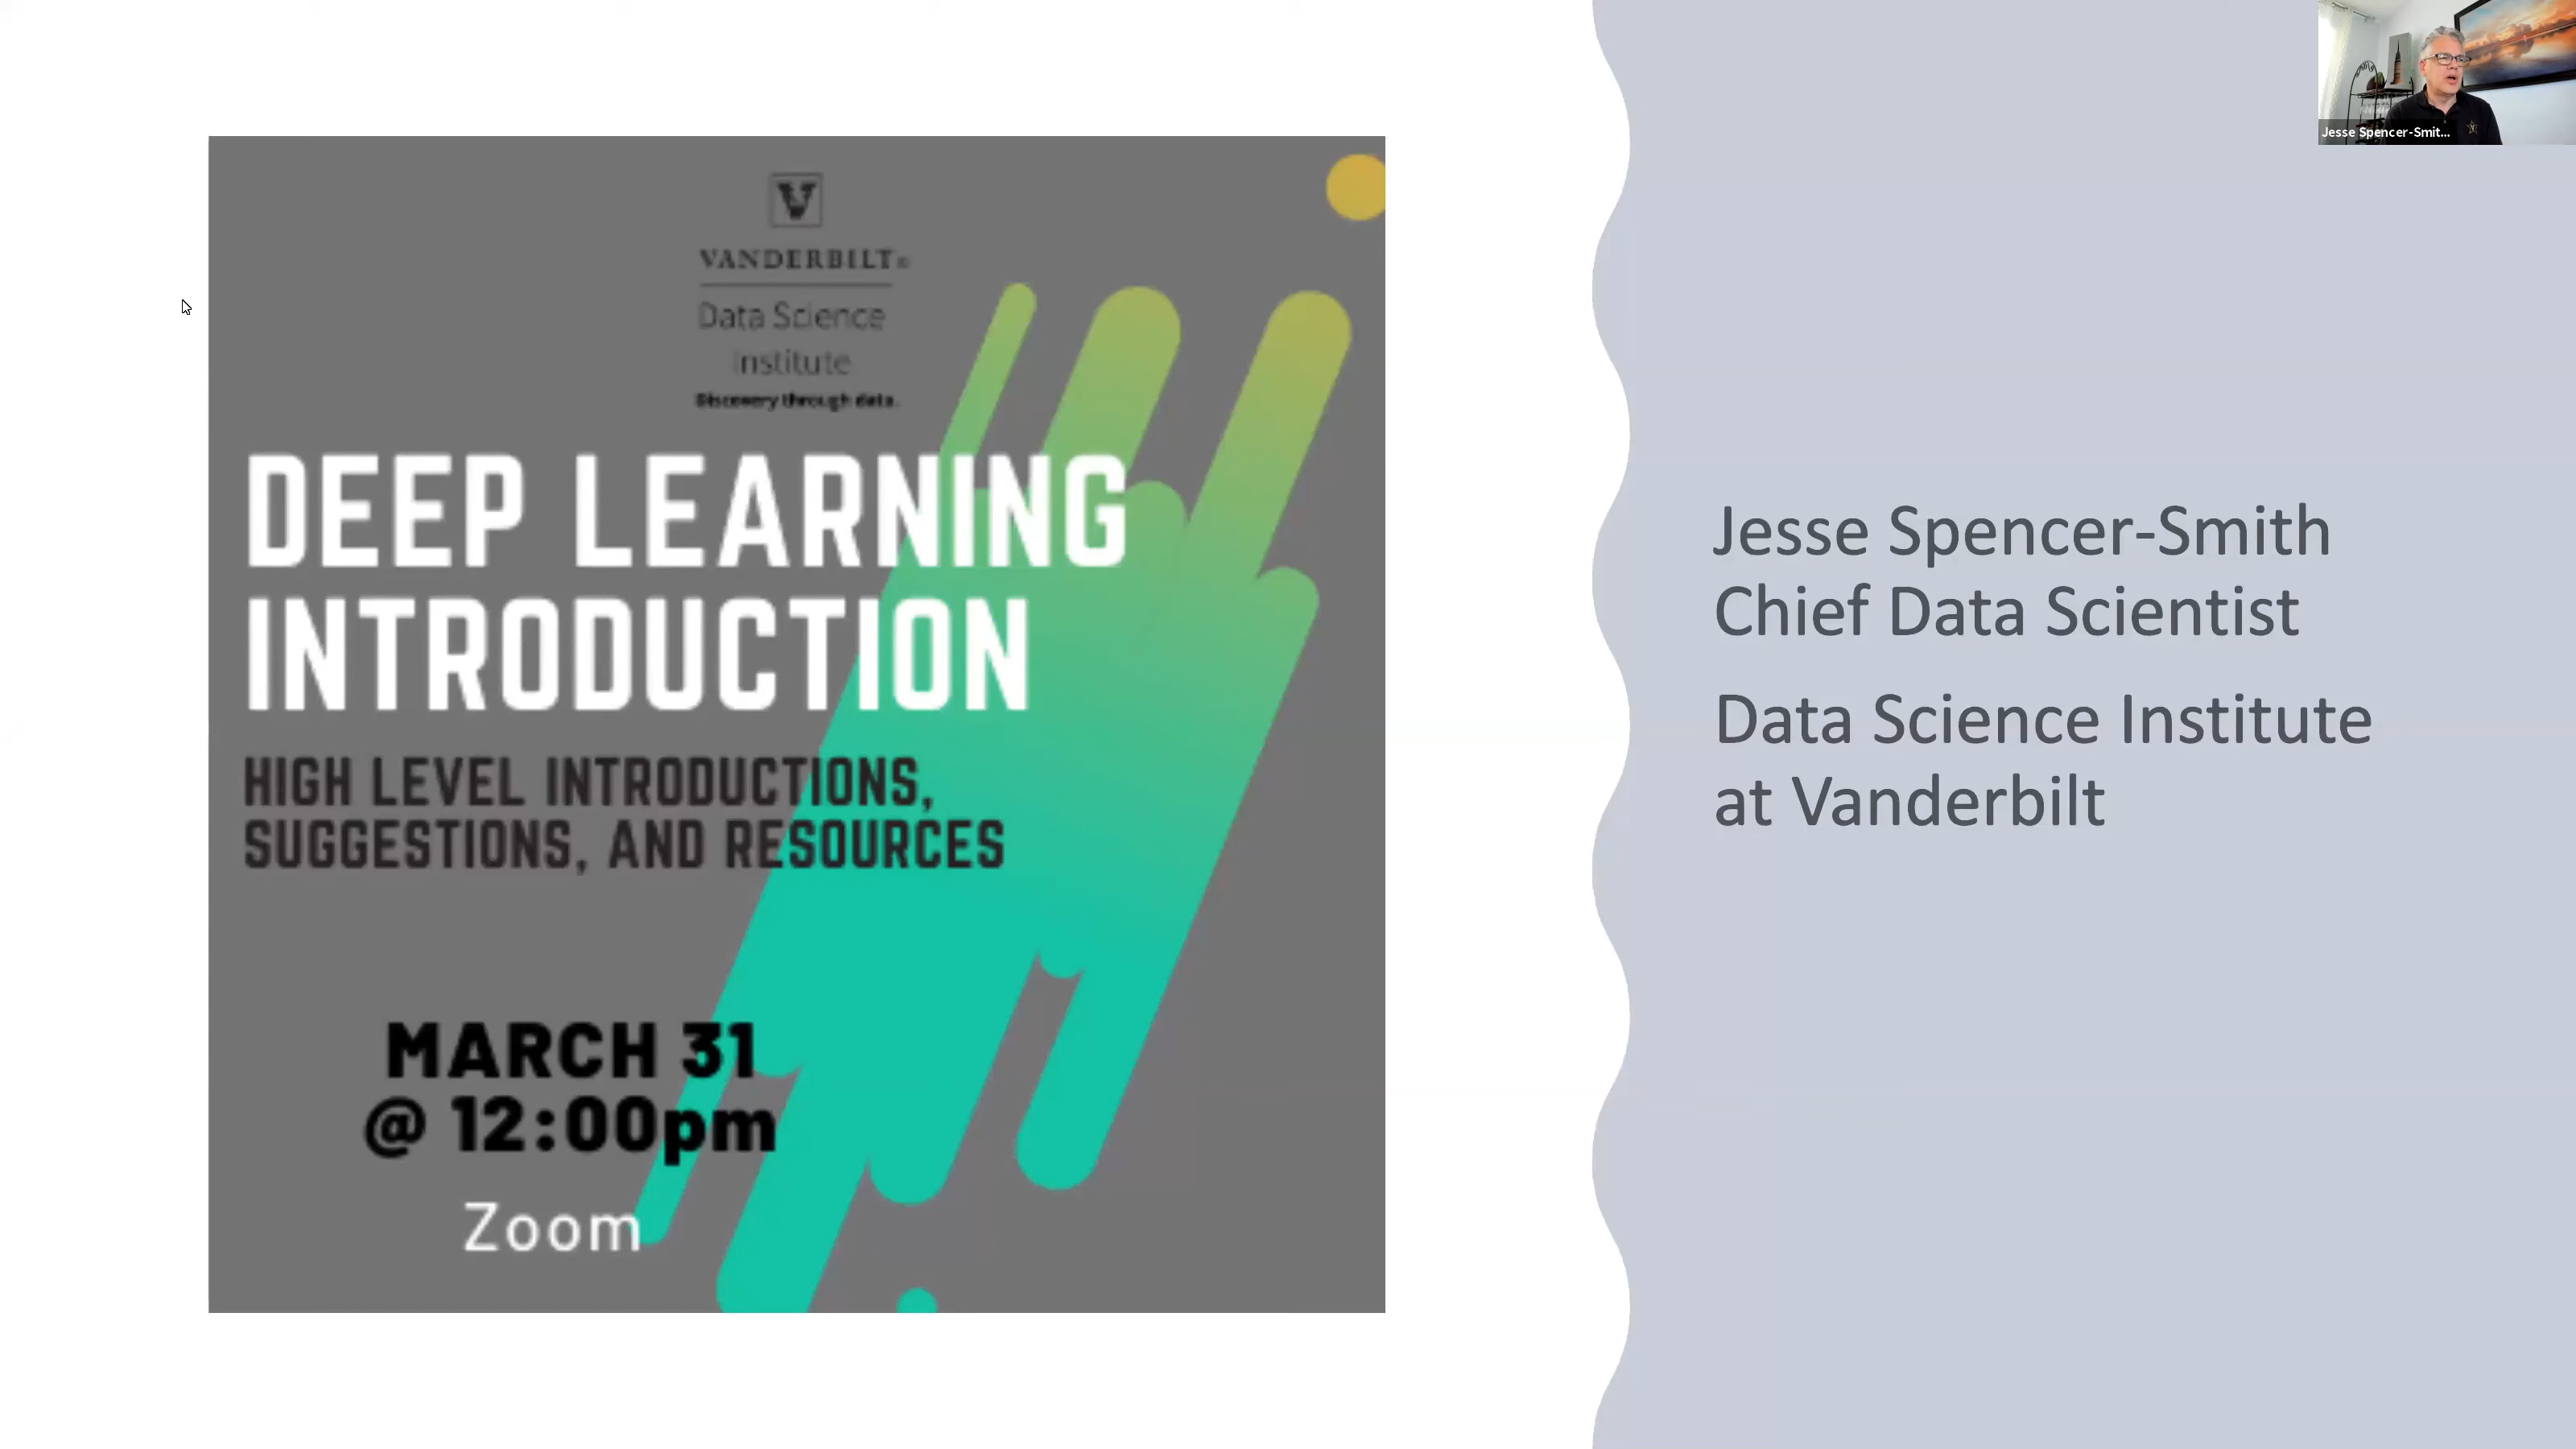 V
VANDERBILT®
Data Science
Institute
Discovery through data.
DEEP LEARNING
INTRODUCTION
HIGH LEVEL INTRODUCTIONS,
SUGGESTIONS, AND RESOURCES
MARCH 31
@ 12:00pm
Zoom
Jesse Spencer-Smith
Chief Data Scientist
Data Science Institute
at Vanderbilt
Jesse Spencer-Smit...